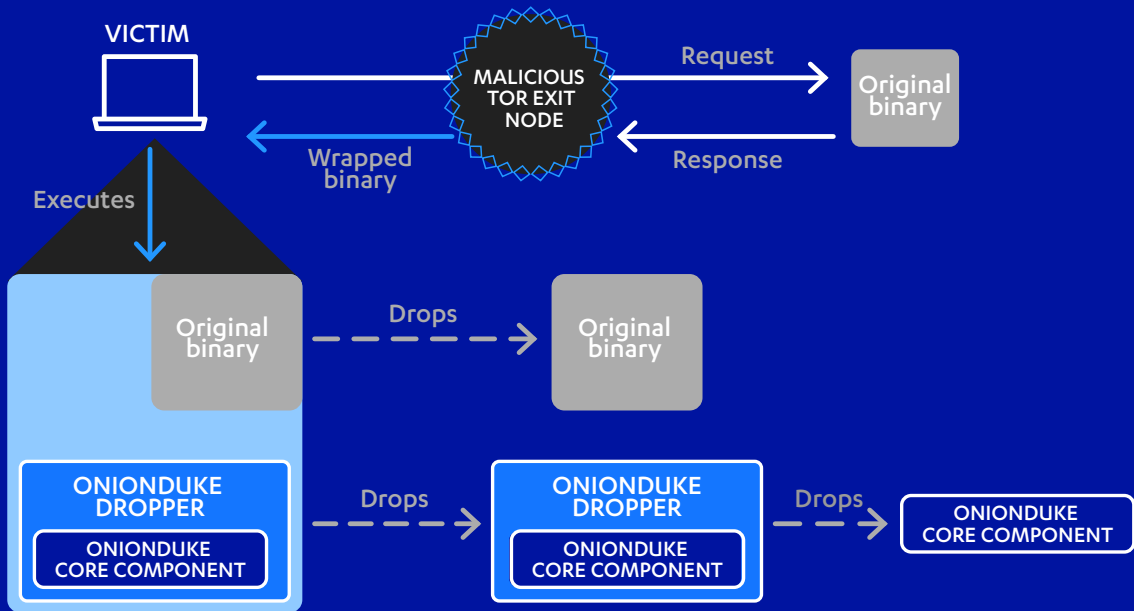 VICTIM
MALICIOUS
TOR EXIT
NODE
Request
Original
binary
Wrapped
binary
Response
Executes
Original
binary
Drops
Original
binary
ONIONDUKE
DROPPER
ONIONDUKE
CORE COMPONENT
Drops
ONIONDUKE
DROPPER
ONIONDUKE
CORE COMPONENT
Drops
ONIONDUKE
CORE COMPONENT